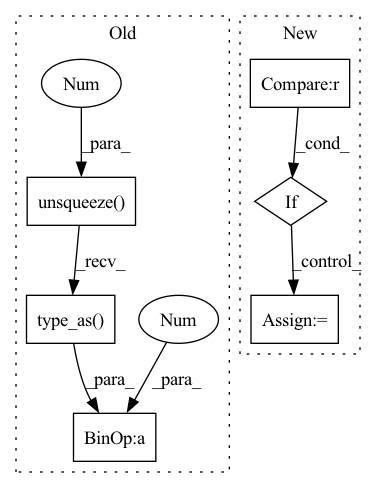 Old
New
Num
Compare:r
_para_
_cond_
unsqueeze()
If
_recv_
_control_
type_as()
Num
Assign:=
_para_
_para_
BinOp:a